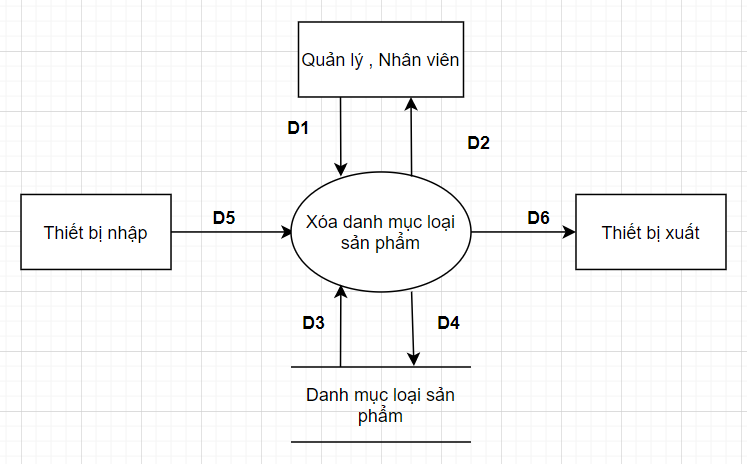 Quản lý , Nhân viên
D1
D2
Thiết bị nhập
D5
Xóa danh mục loại
sản phẩm
D6
Thiết bị xuất
D3
D4
Danh mục loại sản
phẩm